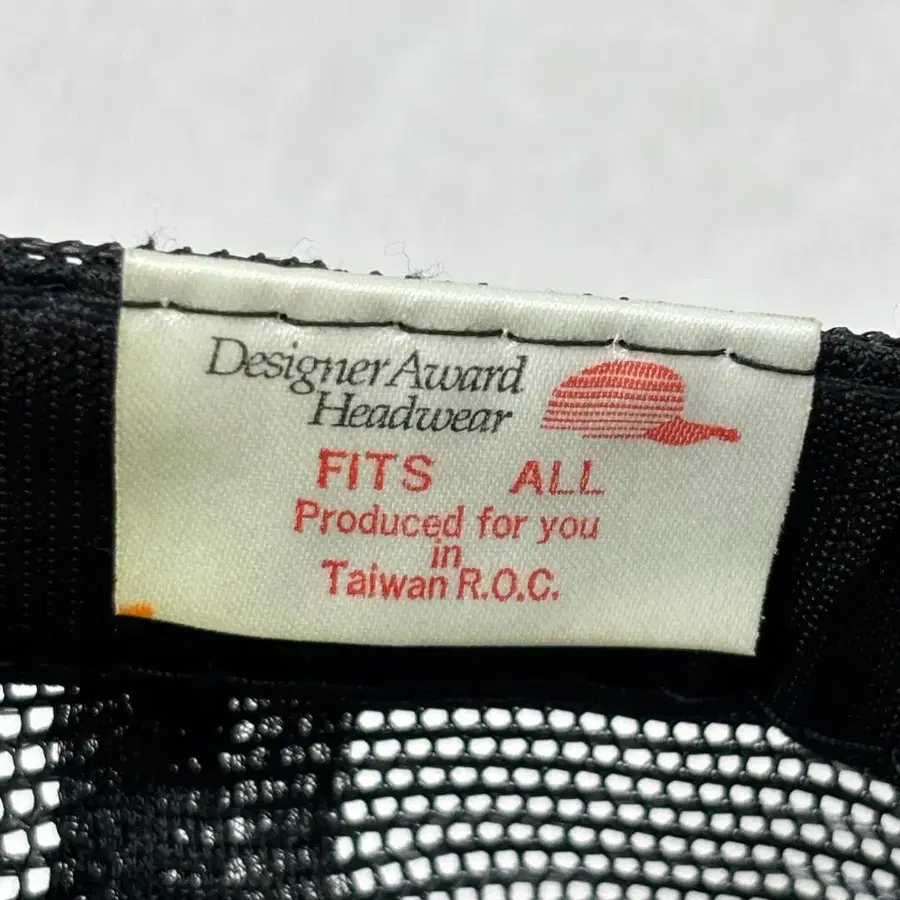 Designer Award
Headwear
FITS ALL
Produced for you
in
Taiwan R.O.C.